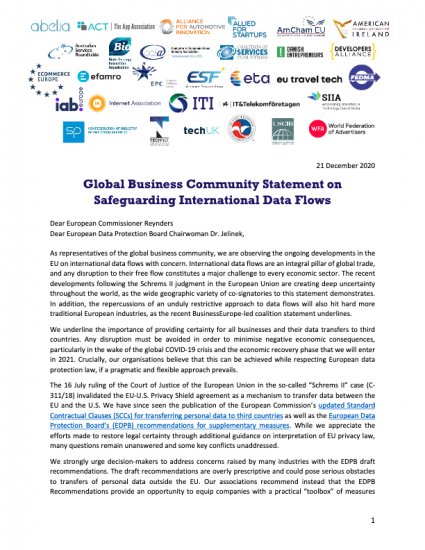 abelia
ACT | The App Association
ALLIANCE FOR AUTOMOTIVE INNOVATION
ALLIED FOR STARTUPS
AmCham EU
AMERICAN
IRELAND
Australian Services Roundtable
Bio
DANISH ENTREPRENEURS
DEVELOPERS ALLIANCE
ECOMMERCE EUROPE
efamro
EPC
ESF
eta
eu travel tech
FEDMA
iab europe
Internet Association
ITI
IT&Telekomföretagen
SIIA
SP
CONFEDERATION OF INDUSTRY
techUK
USCIB
WFA World Federation of Advertisers
21 December 2020
Global Business Community Statement on
Safeguarding International Data Flows
Dear European Commissioner Reynders
Dear European Data Protection Board Chairwoman Dr. Jelinek,
As representatives of the global business community, we are observing the ongoing developments in the
EU on international data flows with concern. International data flows are an integral pillar of global trade,
and any disruption to their free flow constitutes a major challenge to every economic sector. The recent
developments following the Schrems II judgment in the European Union are creating deep uncertainty
throughout the world, as the wide geographic variety of co-signatories to this statement demonstrates.
In addition, the repercussions of an unduly restrictive approach to data flows will also hit hard more
traditional European industries, as the recent BusinessEurope-led coalition statement underlines.
We underline the importance of providing certainty for all businesses and their data transfers to third
countries. Any disruption must be avoided in order to minimise negative economic consequences,
particularly in the wake of the global COVID-19 crisis and the economic recovery phase that we will enter
in 2021. Crucially, our organisations believe that this can be achieved while respecting European data
protection law, if a pragmatic and flexible approach prevails.
The 16 July ruling of the Court of Justice of the European Union in the so-called "Schrems II" case (C-
311/18) invalidated the EU-U.S. Privacy Shield agreement as a mechanism to transfer data between the
EU and the U.S. We have since seen the publication of the European Commission's updated Standard
Contractual Clauses (SCCs) for transferring personal data to third countries as well as the European Data
Protection Board's (EDPB) recommendations for supplementary measures. While we appreciate the
efforts made to restore legal certainty through additional guidance on interpretation of EU privacy law,
many questions remain unanswered and some key conflicts unaddressed.
We strongly urge decision-makers to address concerns raised by many industries with the EDPB draft
recommendations. The draft recommendations are overly prescriptive and could pose serious obstacles
to transfers of personal data outside the EU. Our associations recommend instead that the EDPB
Recommendations provide an opportunity to equip companies with a practical "toolbox" of measures
1